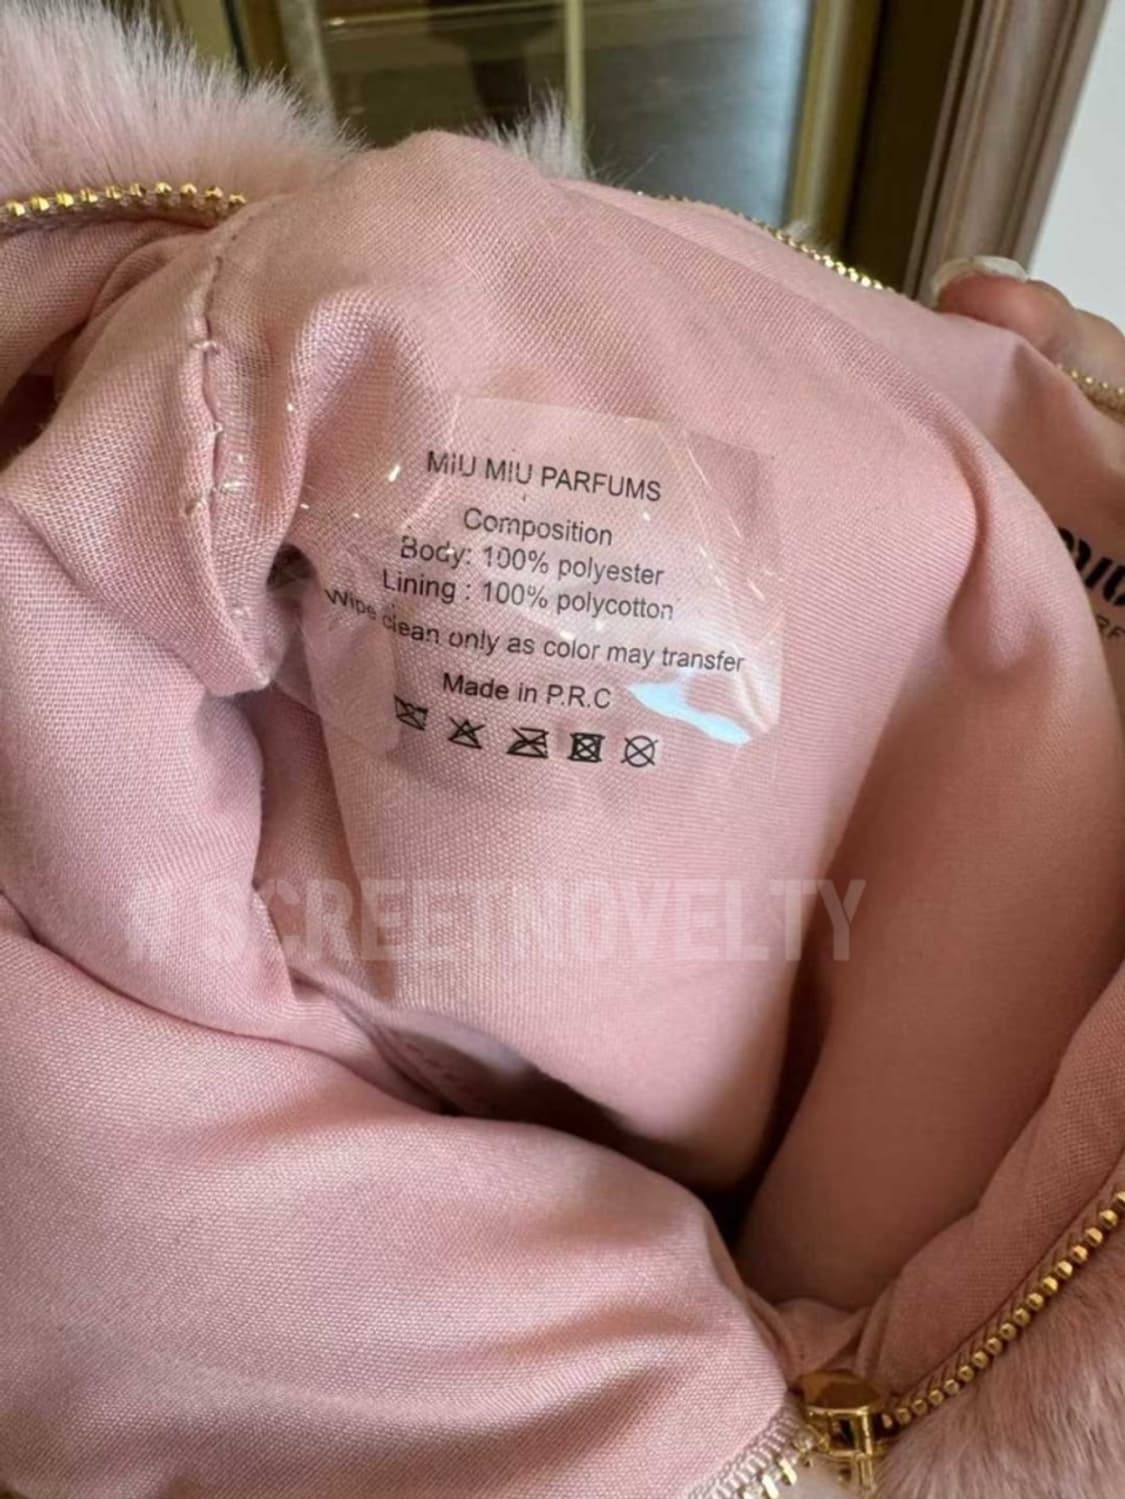 MIU MIU PARFUMS
Composition
Body: 100% polyester
Lining : 100% polycotton
Wipe clean only as color may transfer
Made in P.R.C
# SCREETNOVELTY